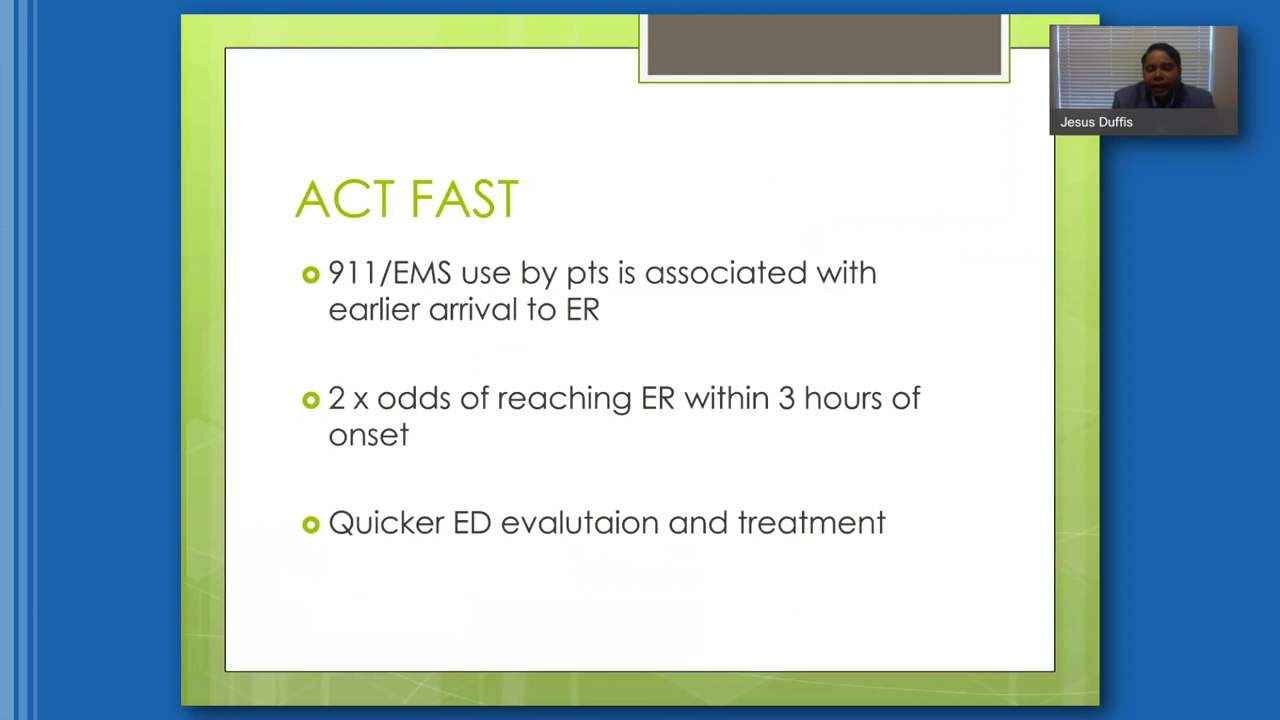 Jesus Duffis
ACT FAST
911/EMS use by pts is associated with
earlier arrival to ER
2 x odds of reaching ER within 3 hours of
onset
Quicker ED evalutaion and treatment